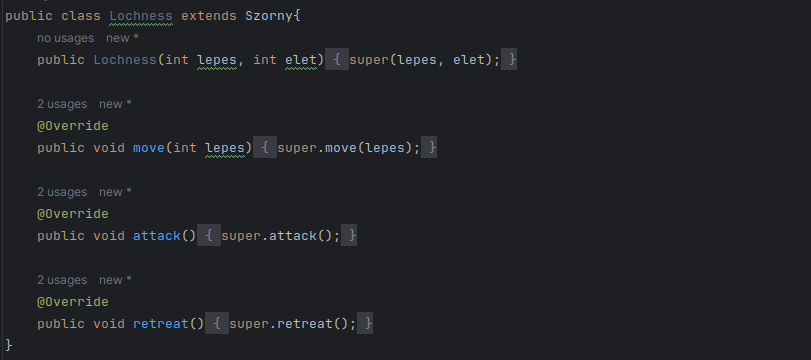 public class Lochness extends Szorny{
no usages new *
public Lochness(int lepes, int elet) { super(lepes, elet); }
2 usages new *
@Override
public void move(int lepes) { super.move(lepes); }
2 usages new *
@Override
public void attack() { super.attack(); }
2 usages new *
@Override
public void retreat() { super.retreat(); }
}